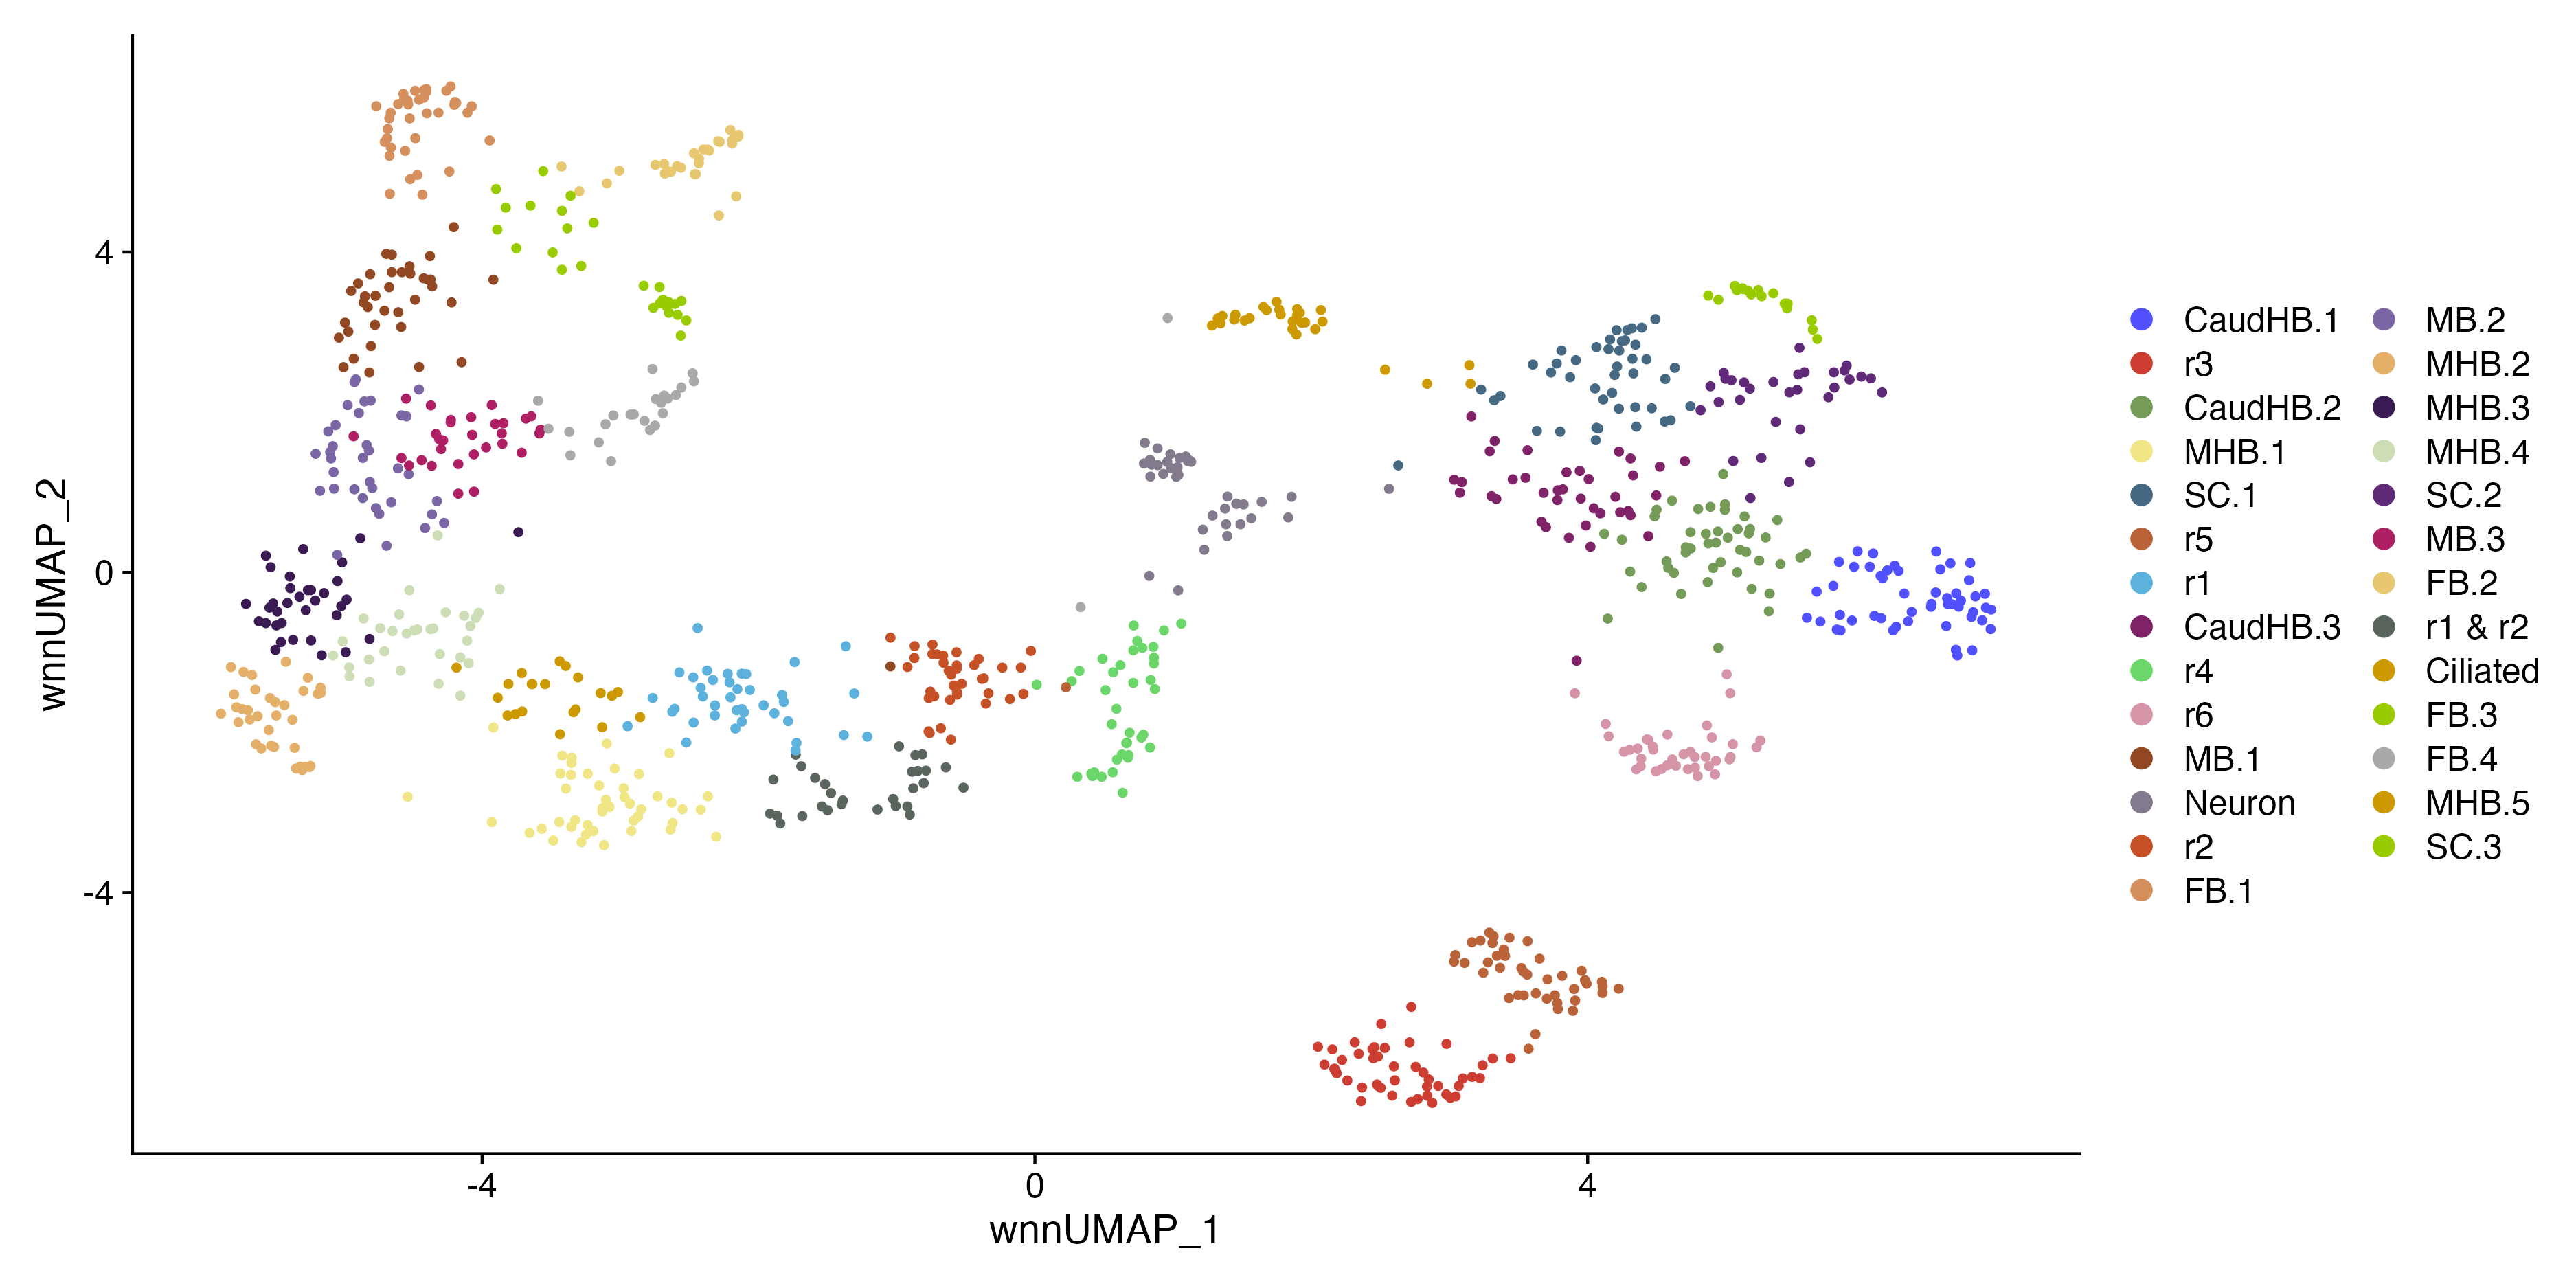 4
0
-4
wnnUMAP_2
-4
0
4
wnnUMAP_1
CaudHB.1
r3
CaudHB.2
MHB.1
SC.1
r5
r1
CaudHB.3
r4
r6
MB.1
Neuron
r2
FB.1
MB.2
MHB.2
MHB.3
MHB.4
SC.2
MB.3
FB.2
r1 & r2
Ciliated
FB.3
FB.4
MHB.5
SC.3